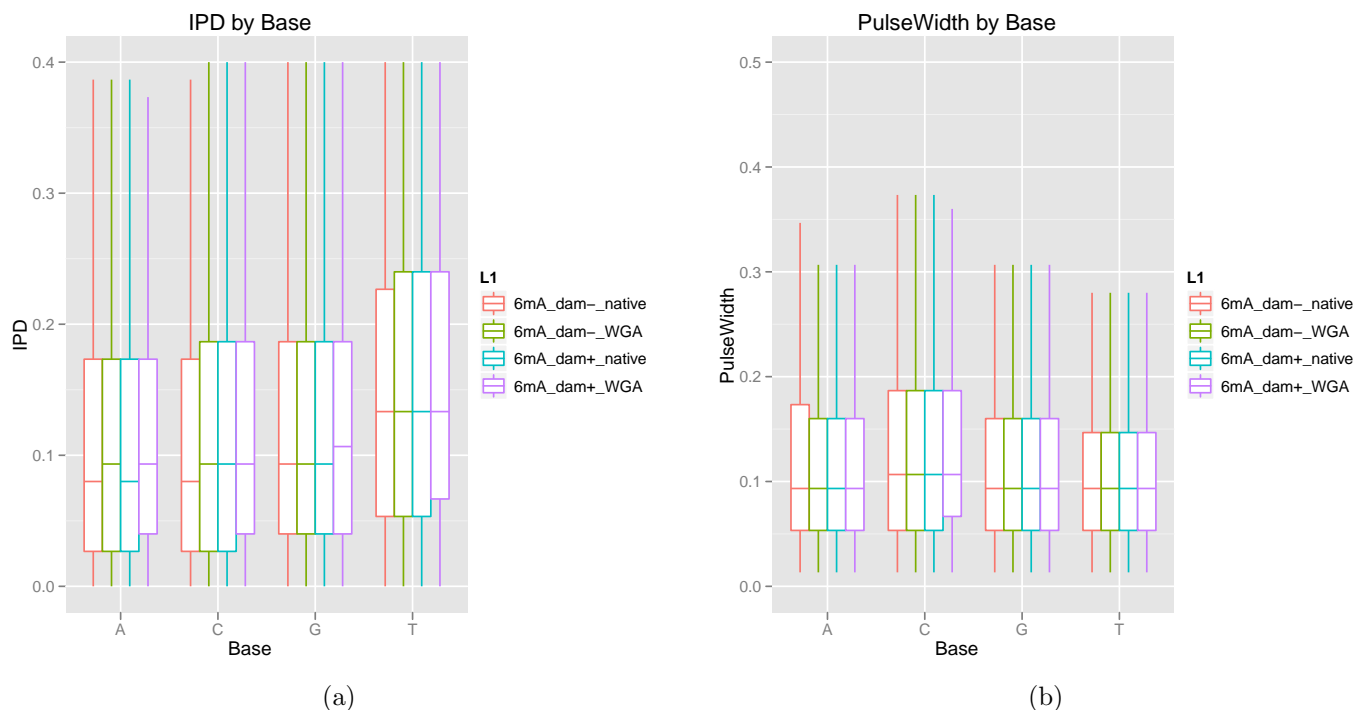 IPD by Base
0.4
0.3
0.2
0.1
0.0
IPD
A C G T
Base
L1
6mA_dam−_native
6mA_dam−_WGA
6mA_dam+_native
6mA_dam+_WGA
(a)
PulseWidth by Base
0.5
0.4
0.3
0.2
0.1
0.0
PulseWidth
A C G T
Base
L1
6mA_dam−_native
6mA_dam−_WGA
6mA_dam+_native
6mA_dam+_WGA
(b)